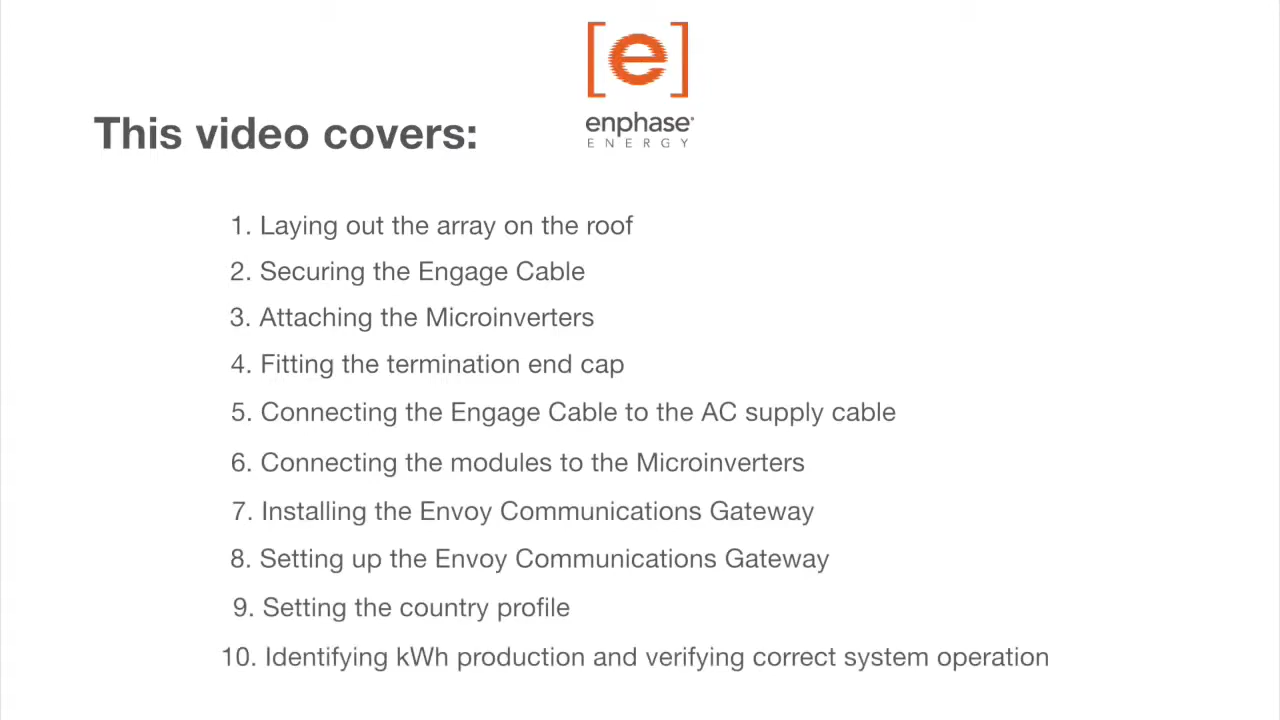 [e]
enphase®
ENERGY
This video covers:
1. Laying out the array on the roof
2. Securing the Engage Cable
3. Attaching the Microinverters
4. Fitting the termination end cap
5. Connecting the Engage Cable to the AC supply cable
6. Connecting the modules to the Microinverters
7. Installing the Envoy Communications Gateway
8. Setting up the Envoy Communications Gateway
9. Setting the country profile
10. Identifying kWh production and verifying correct system operation